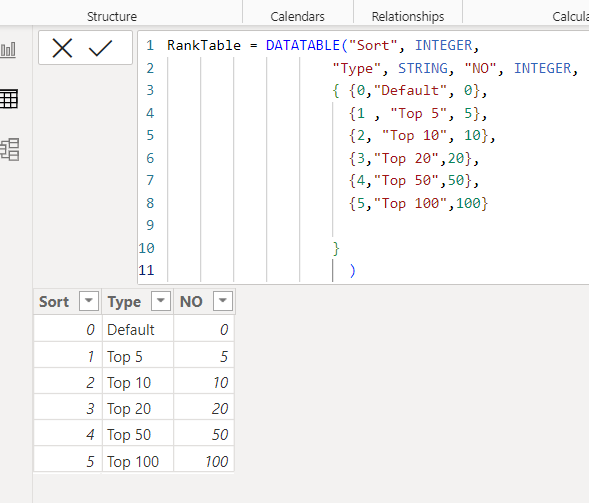 Structure Calendars Relationships Calcula
1 RankTable = DATATABLE("Sort", INTEGER,
2 "Type", STRING, "NO", INTEGER,
3 { {0,"Default", 0},
4 {1 , "Top 5", 5},
5 {2, "Top 10", 10},
6 {3,"Top 20",20},
7 {4,"Top 50",50},
8 {5,"Top 100",100}
9
10 }
11 )
Sort Type NO
0 Default 0
1 Top 5 5
2 Top 10 10
3 Top 20 20
4 Top 50 50
5 Top 100 100